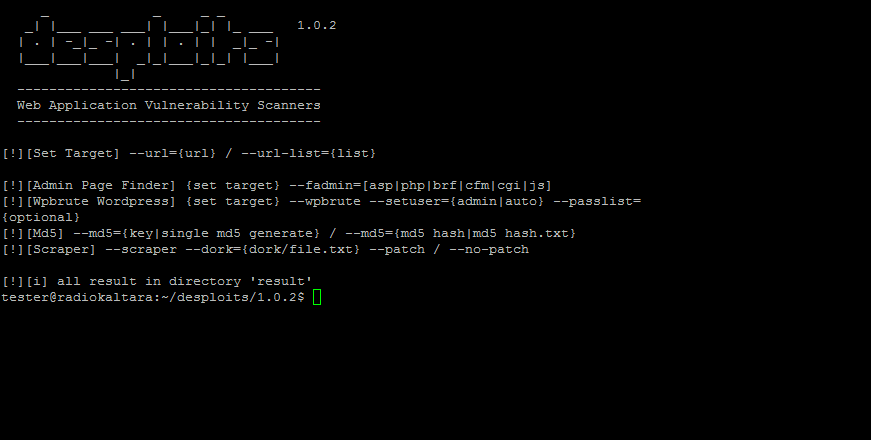 desploits 1.0.2
-------------------------------------- 
Web Application Vulnerability Scanners
--------------------------------------
[!][Set Target] --url={url} / --url-list={list}
[!][Admin Page Finder] {set target} --fadmin=[asp|php|brf|cfm|cgi|js]
[!][Wpbrute Wordpress] {set target} --wpbrute --setuser={admin|auto} --passlist=
{optional}
[!][Md5] --md5={key|single md5 generate} / --md5={md5 hash|md5 hash.txt}
[!][Scraper] --scraper --dork={dork/file.txt} --patch / --no-patch
[!][i] all result in directory 'result'
tester@radiokaltara:~/desploits/1.0.2$